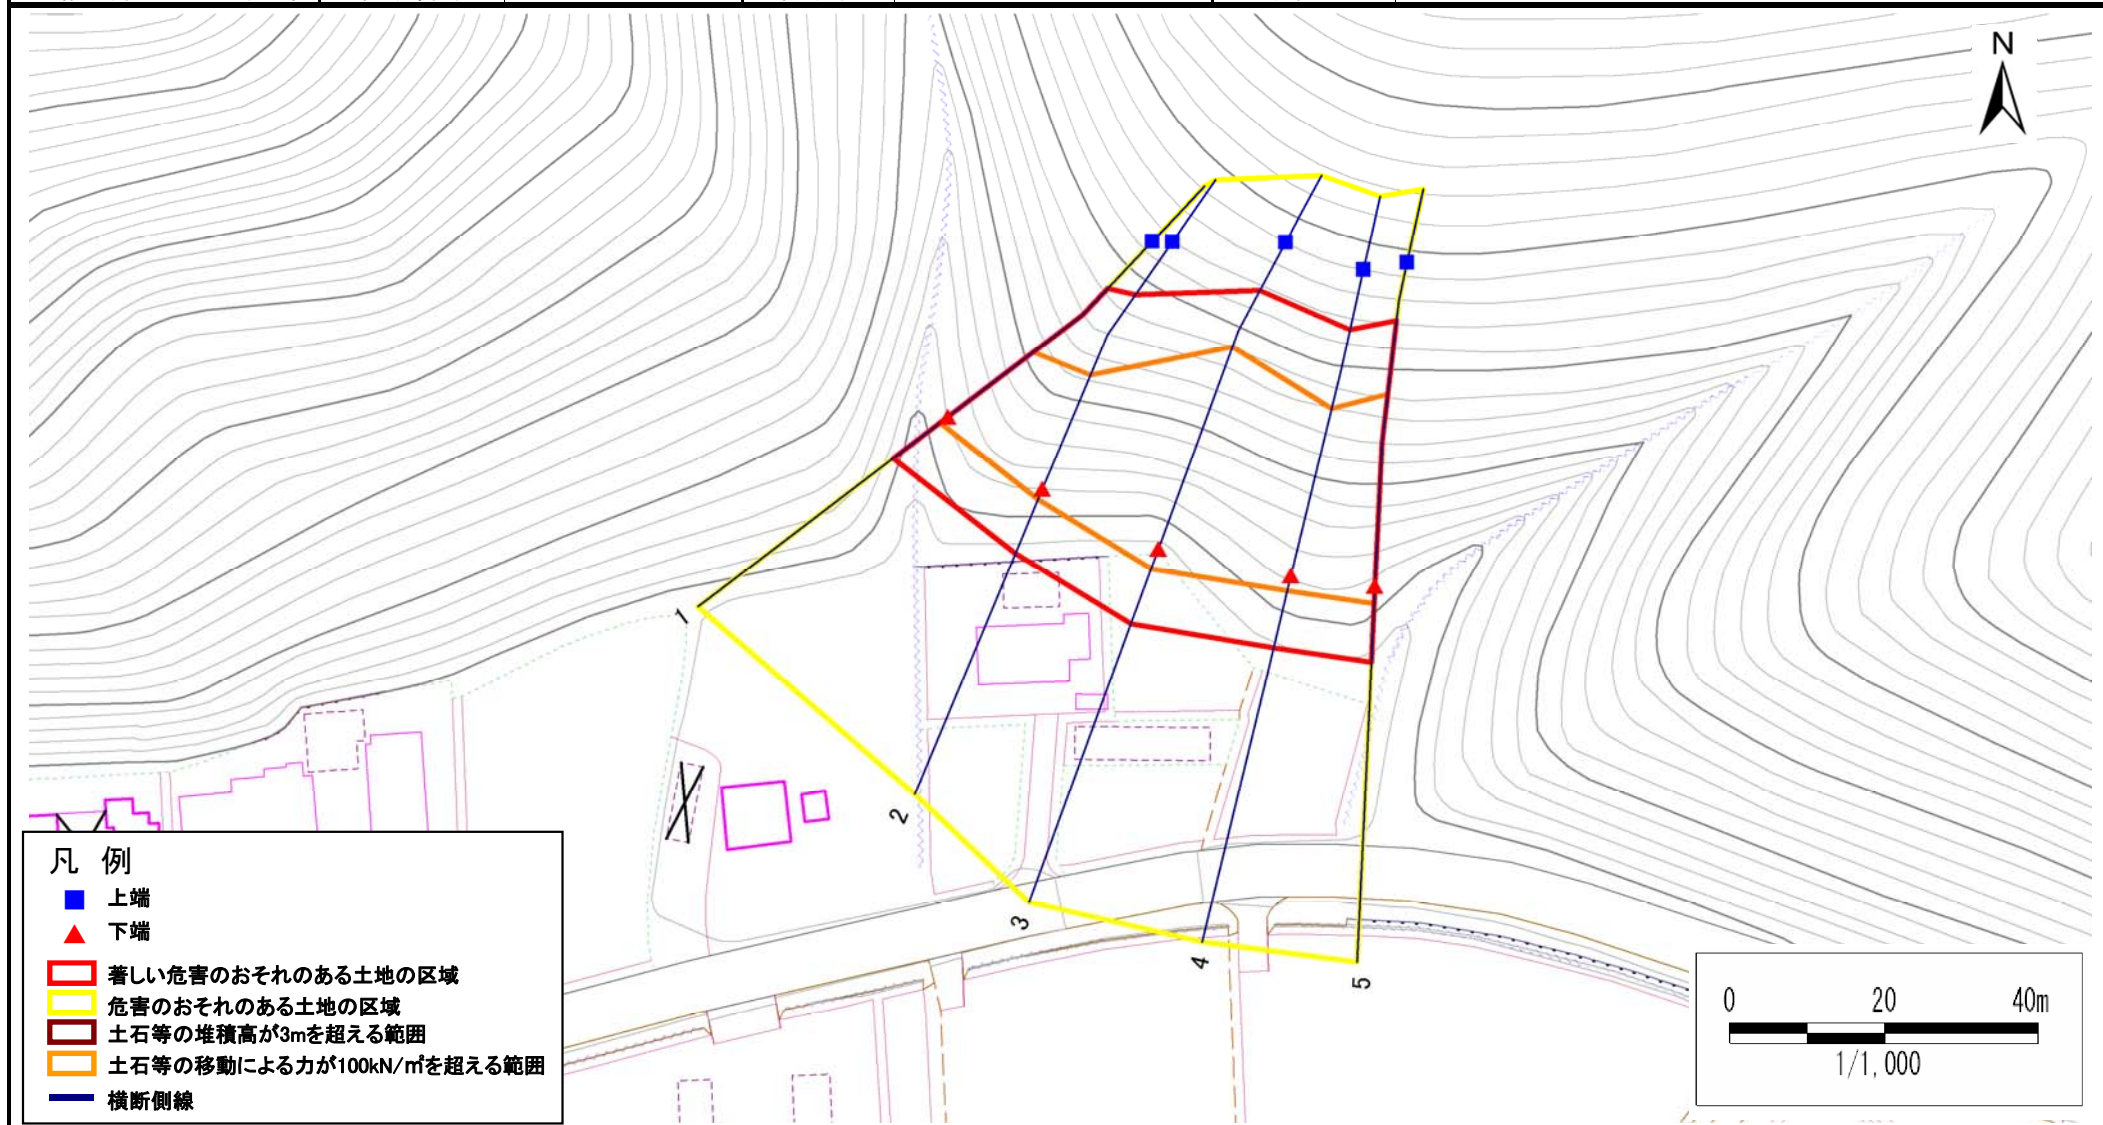 N
1
2
3
4
5
凡 例
上端
下端
著しい危害のおそれのある土地の区域
危害のおそれのある土地の区域
土石等の堆積高が3mを超える範囲
土石等の移動による力が100kN/㎡を超える範囲
横断側線
0 20 40m
1/1,000